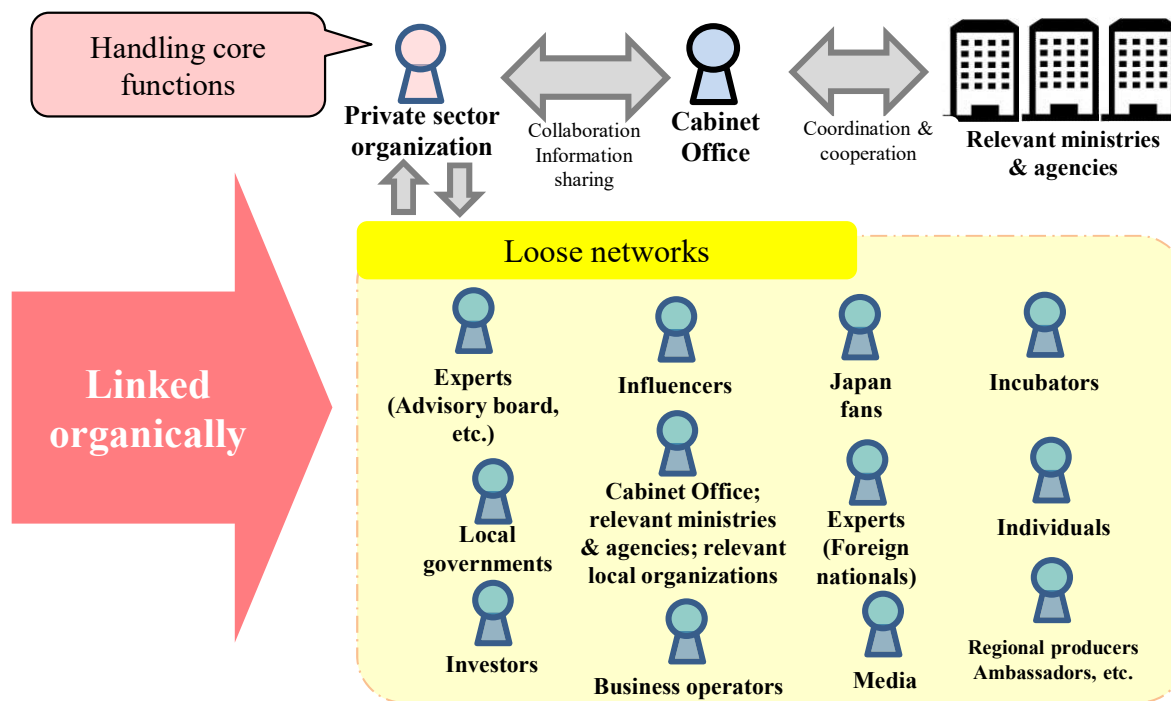 Handling core
functions
Private sector
organization
Collaboration
Information
sharing
Cabinet
Office
Coordination &
cooperation
Relevant ministries
& agencies
Linked
organically
Loose networks
Experts
(Advisory board,
etc.)
Influencers
Japan
fans
Incubators
Local
governments
Cabinet Office;
relevant ministries
& agencies; relevant
local organizations
Experts
(Foreign
nationals)
Individuals
Investors
Business operators
Media
Regional producers
Ambassadors, etc.